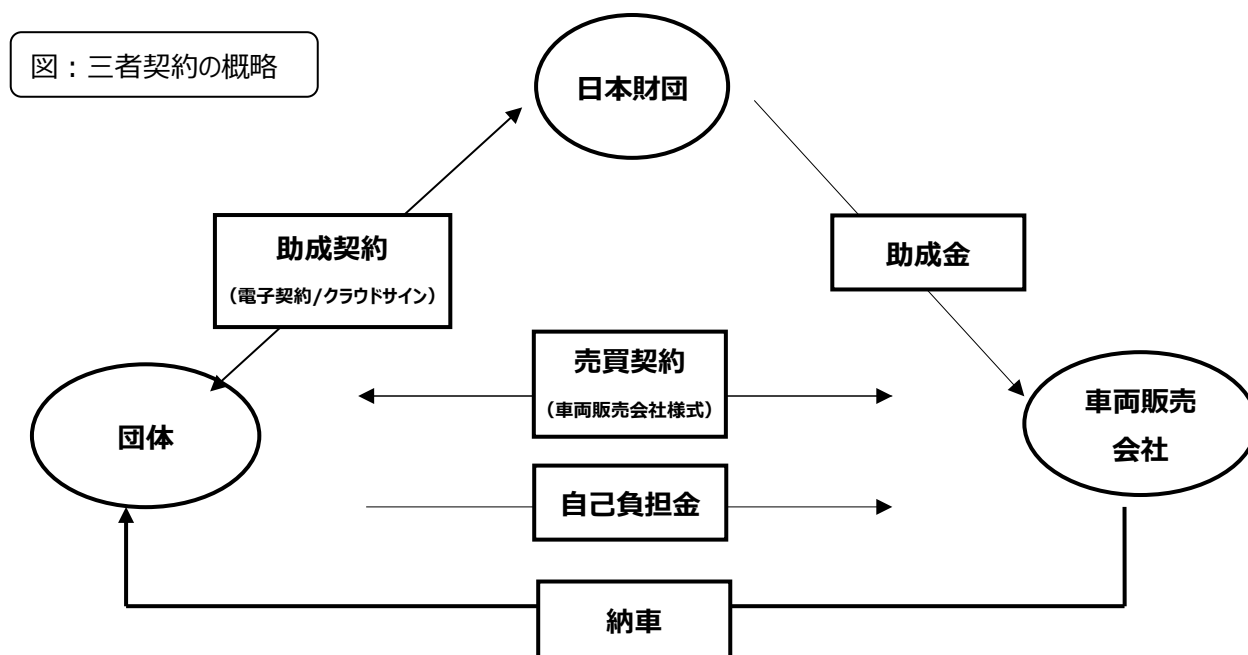 図：三者契約の概略
日本財団
助成契約
（電子契約/クラウドサイン）
助成金
売買契約
（車両販売会社様式）
団体
車両販売
会社
自己負担金
納車